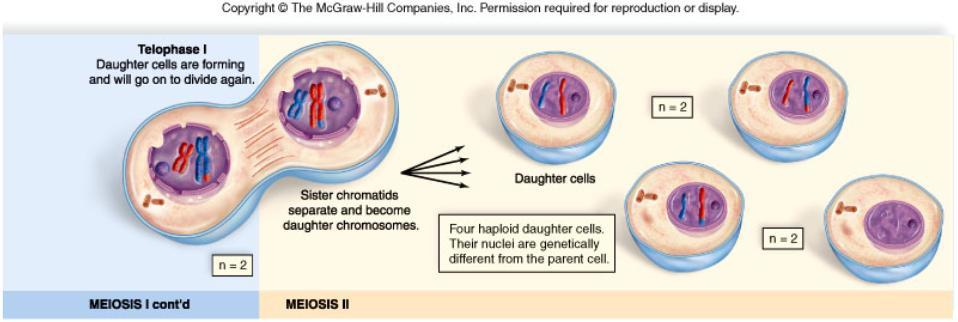 Copyright © The McGraw-Hill Companies, Inc. Permission required for reproduction or display.
Telophase I
Daughter cells are forming
and will go on to divide again.
n = 2
Sister chromatids
separate and become
daughter chromosomes.
Daughter cells
n = 2
Four haploid daughter cells.
Their nuclei are genetically
different from the parent cell.
n = 2
MEIOSIS I cont'd
MEIOSIS II